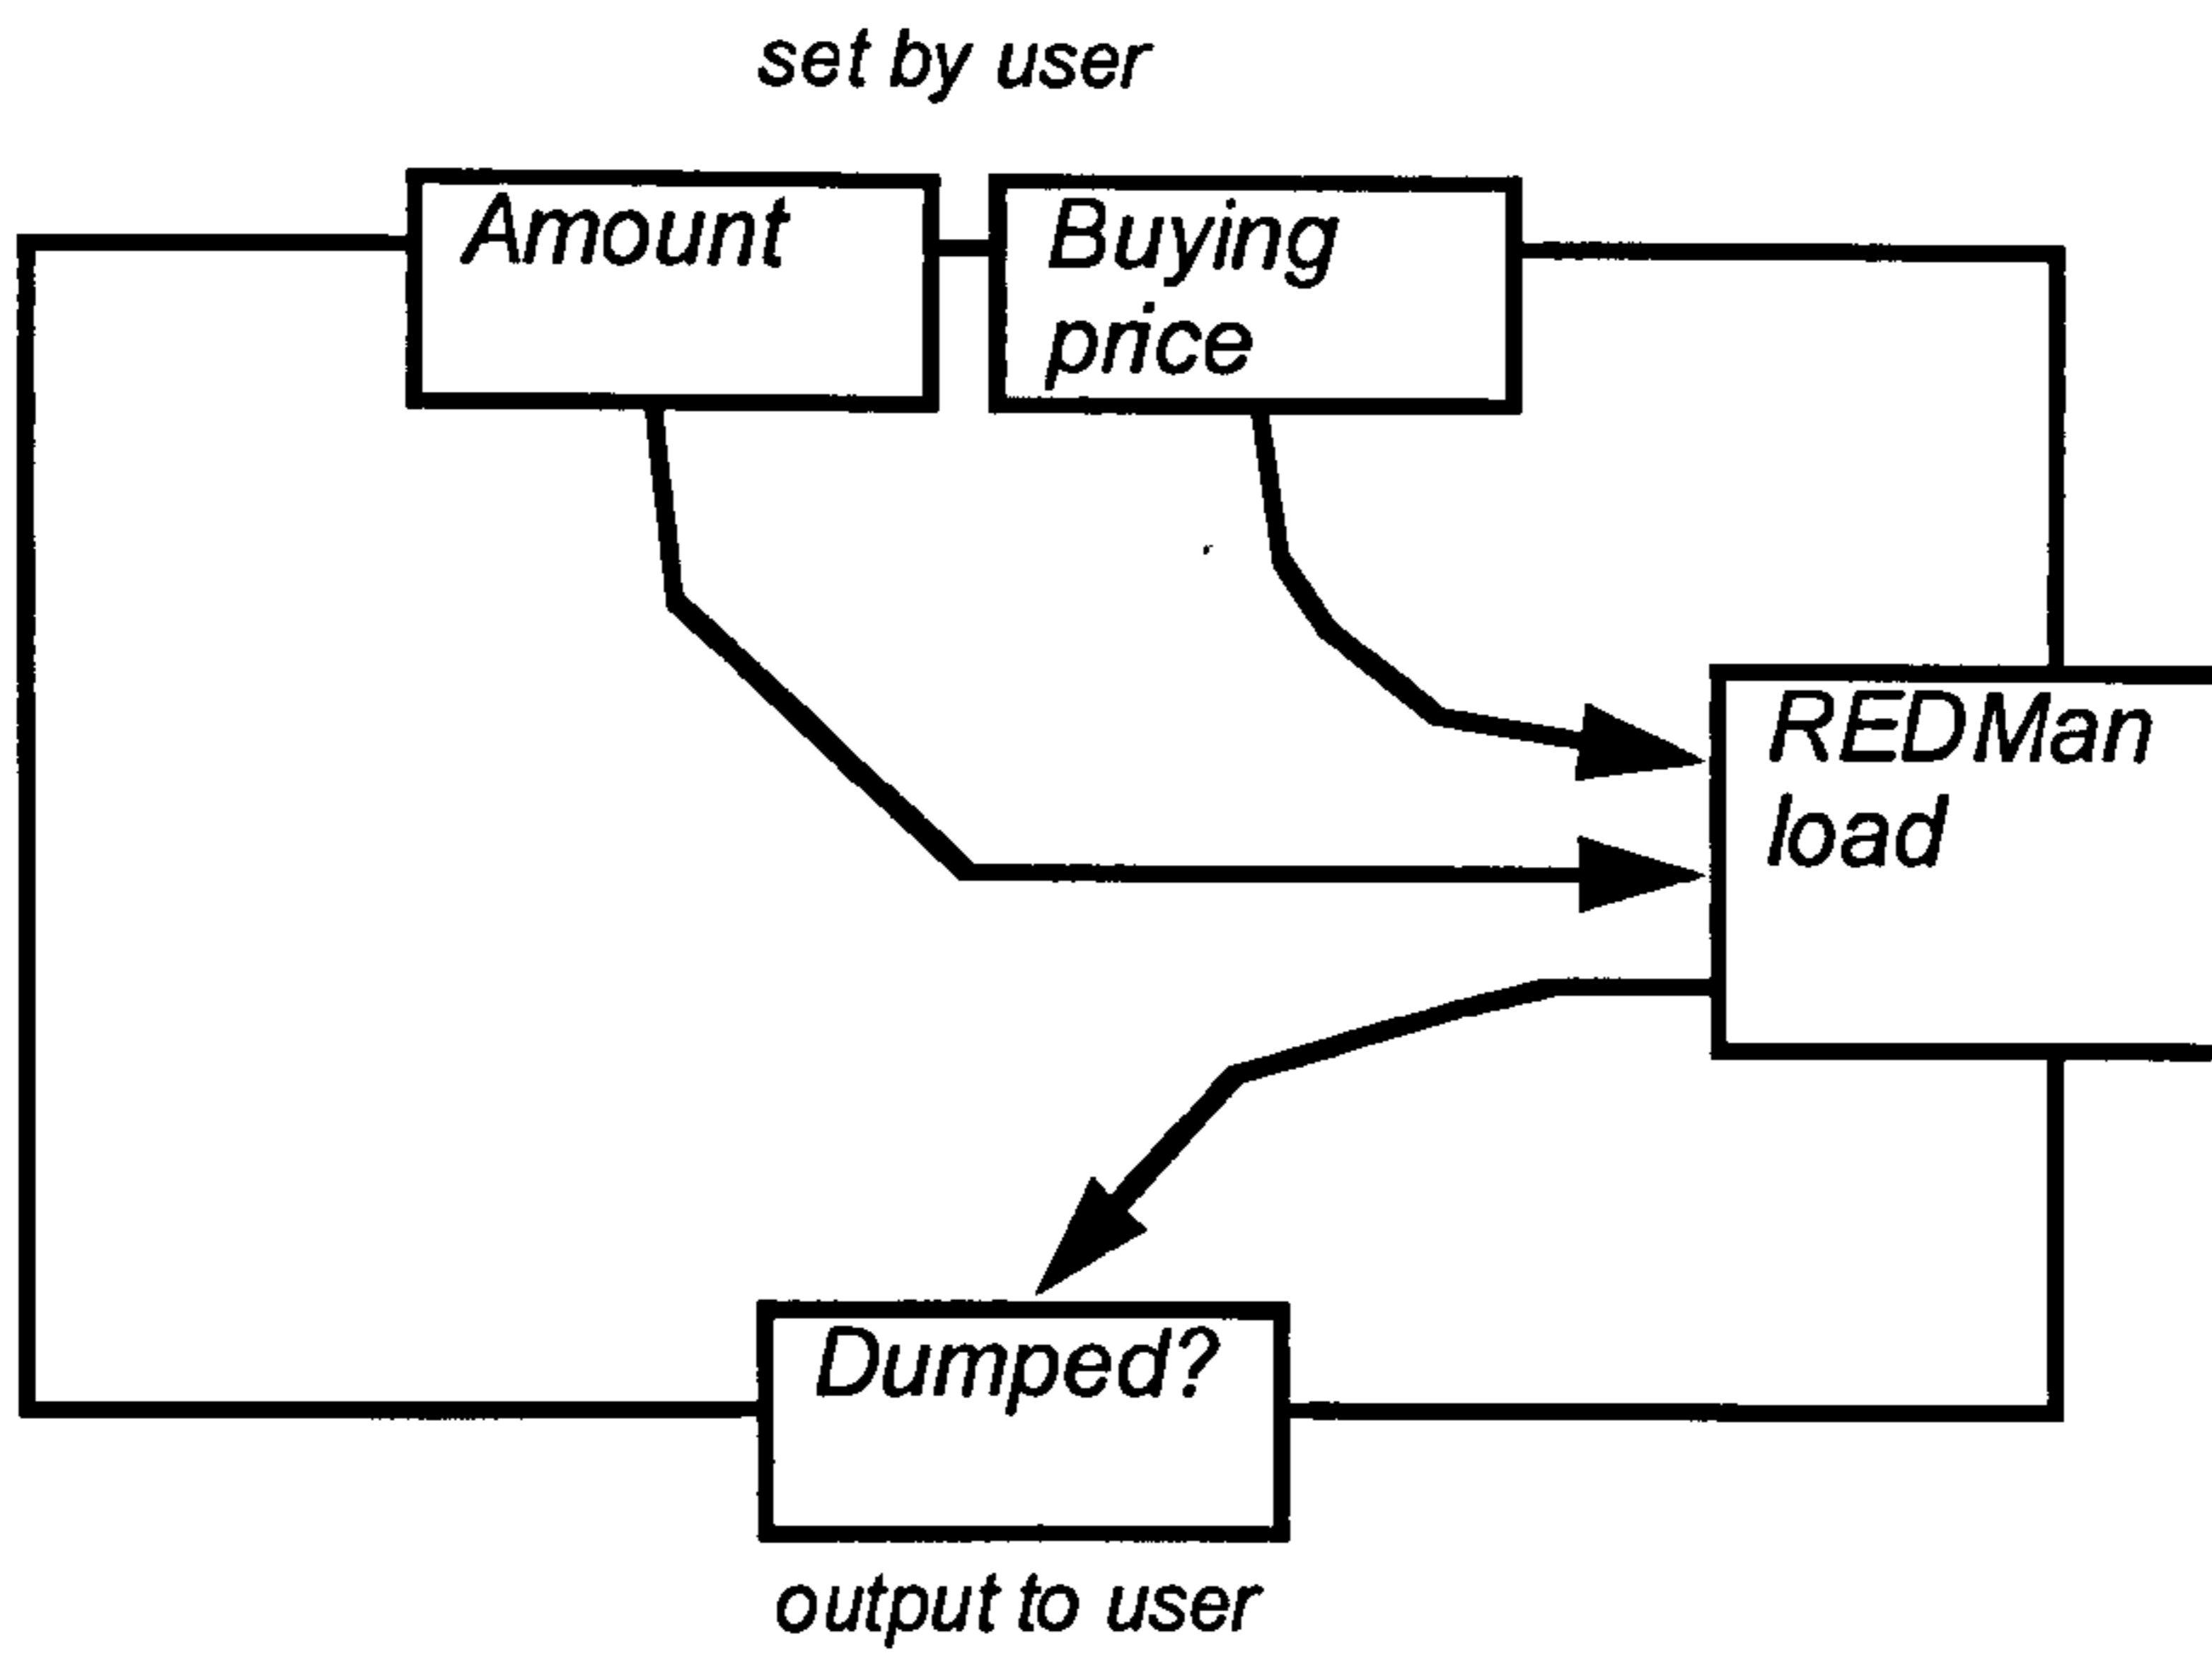 set by user
Amount
Buying
price
REDMan
load
Dumped?
output to user